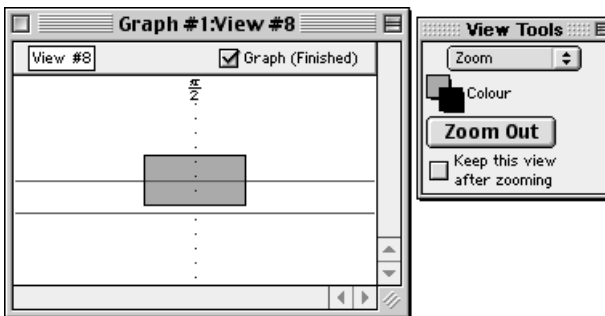 Graph #1:View #8
View #8
Graph (Finished)
π
2
View Tools
Zoom
Colour
Zoom Out
Keep this view
after zooming